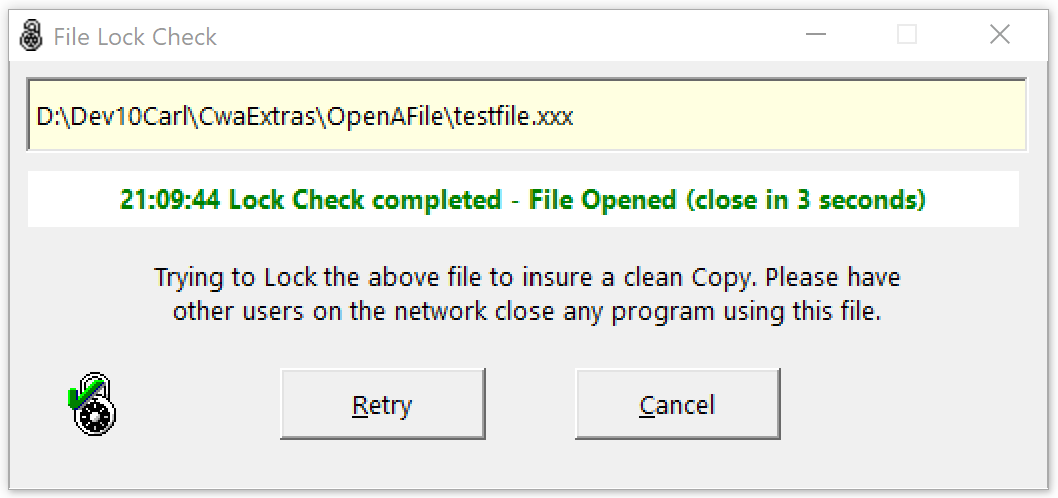 File Lock Check
D:\Dev10Carl\CwaExtras\OpenAFile\testfile.xxx
21:09:44 Lock Check completed - File Opened (close in 3 seconds)
Trying to Lock the above file to insure a clean Copy. Please have
other users on the network close any program using this file.
Retry
Cancel